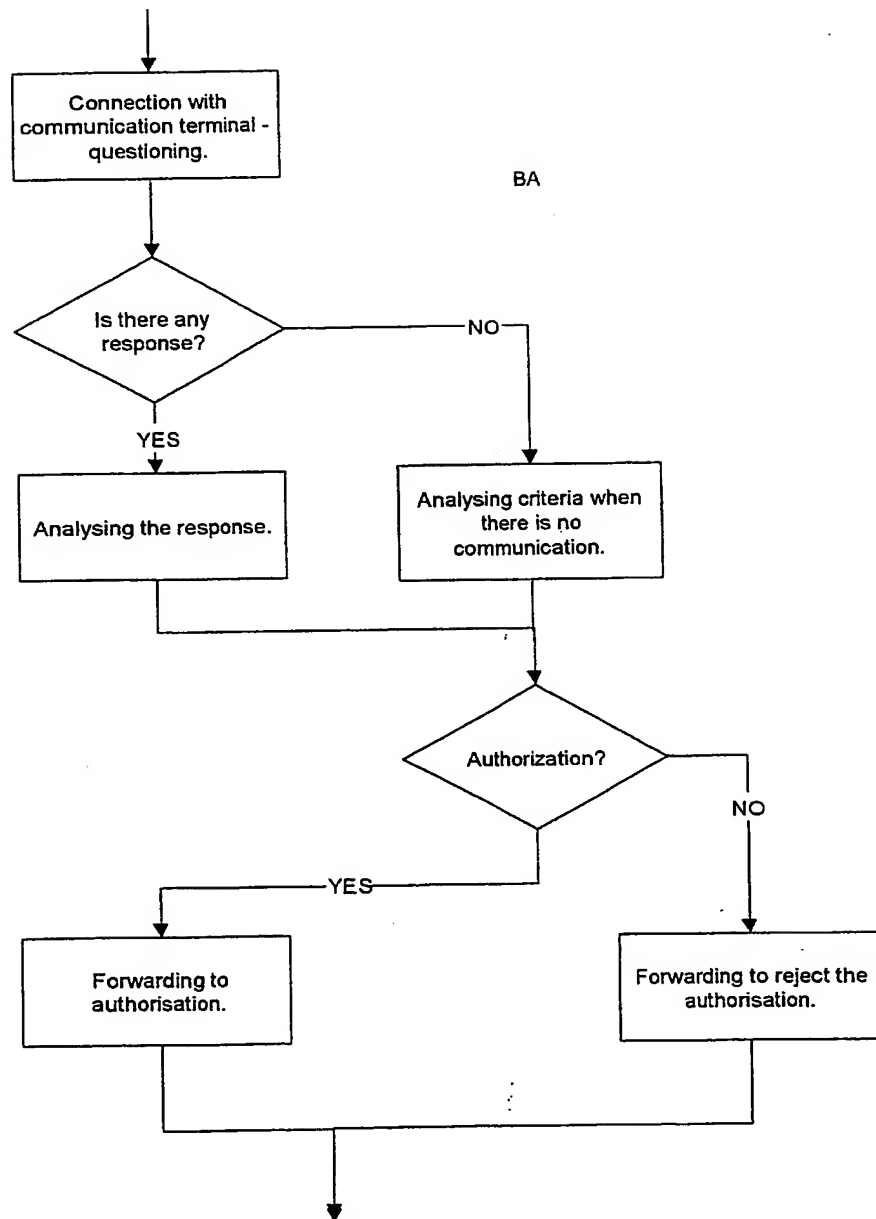 Connection with
communication terminal -
questioning.
BA
Is there any
response?
NO
YES
Analysing the response.
Analysing criteria when
there is no
communication.
Authorization?
NO
YES
Forwarding to
authorisation.
Forwarding to reject the
authorisation.